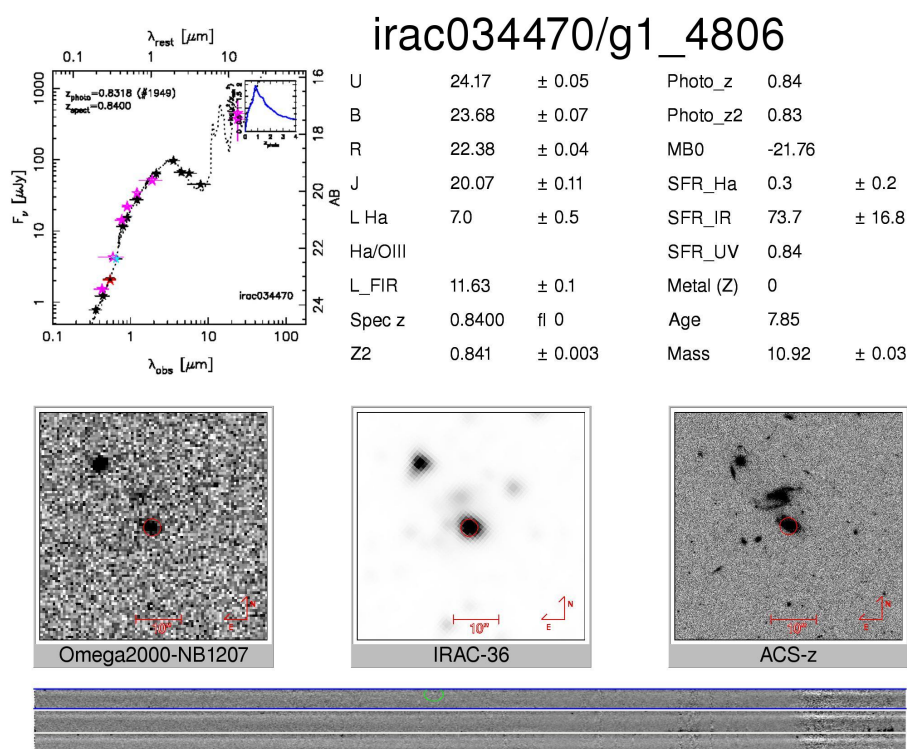 irac034470/g1_4806
λrest [μm]
0.1 1 10
zphoto=0.8318 (#1949)
zspect=0.8400
1000
100
10
1
Fν [μJy]
16
18
20
22
24
AB
0 1 2 3 4
irac034470
0.1 1 10 100
λobs [μm]
U 24.17 ± 0.05 Photo_z 0.84
B 23.68 ± 0.07 Photo_z2 0.83
R 22.38 ± 0.04 MB0 -21.76
J 20.07 ± 0.11 SFR_Ha 0.3 ± 0.2
L Ha 7.0 ± 0.5 SFR_IR 73.7 ± 16.8
Ha/OIII SFR_UV 0.84
L_FIR 11.63 ± 0.1 Metal (Z) 0
Spec z 0.8400 fl 0 Age 7.85
Z2 0.841 ± 0.003 Mass 10.92 ± 0.03
10" E N
10" E N
10" E N
Omega2000-NB1207 IRAC-36 ACS-z